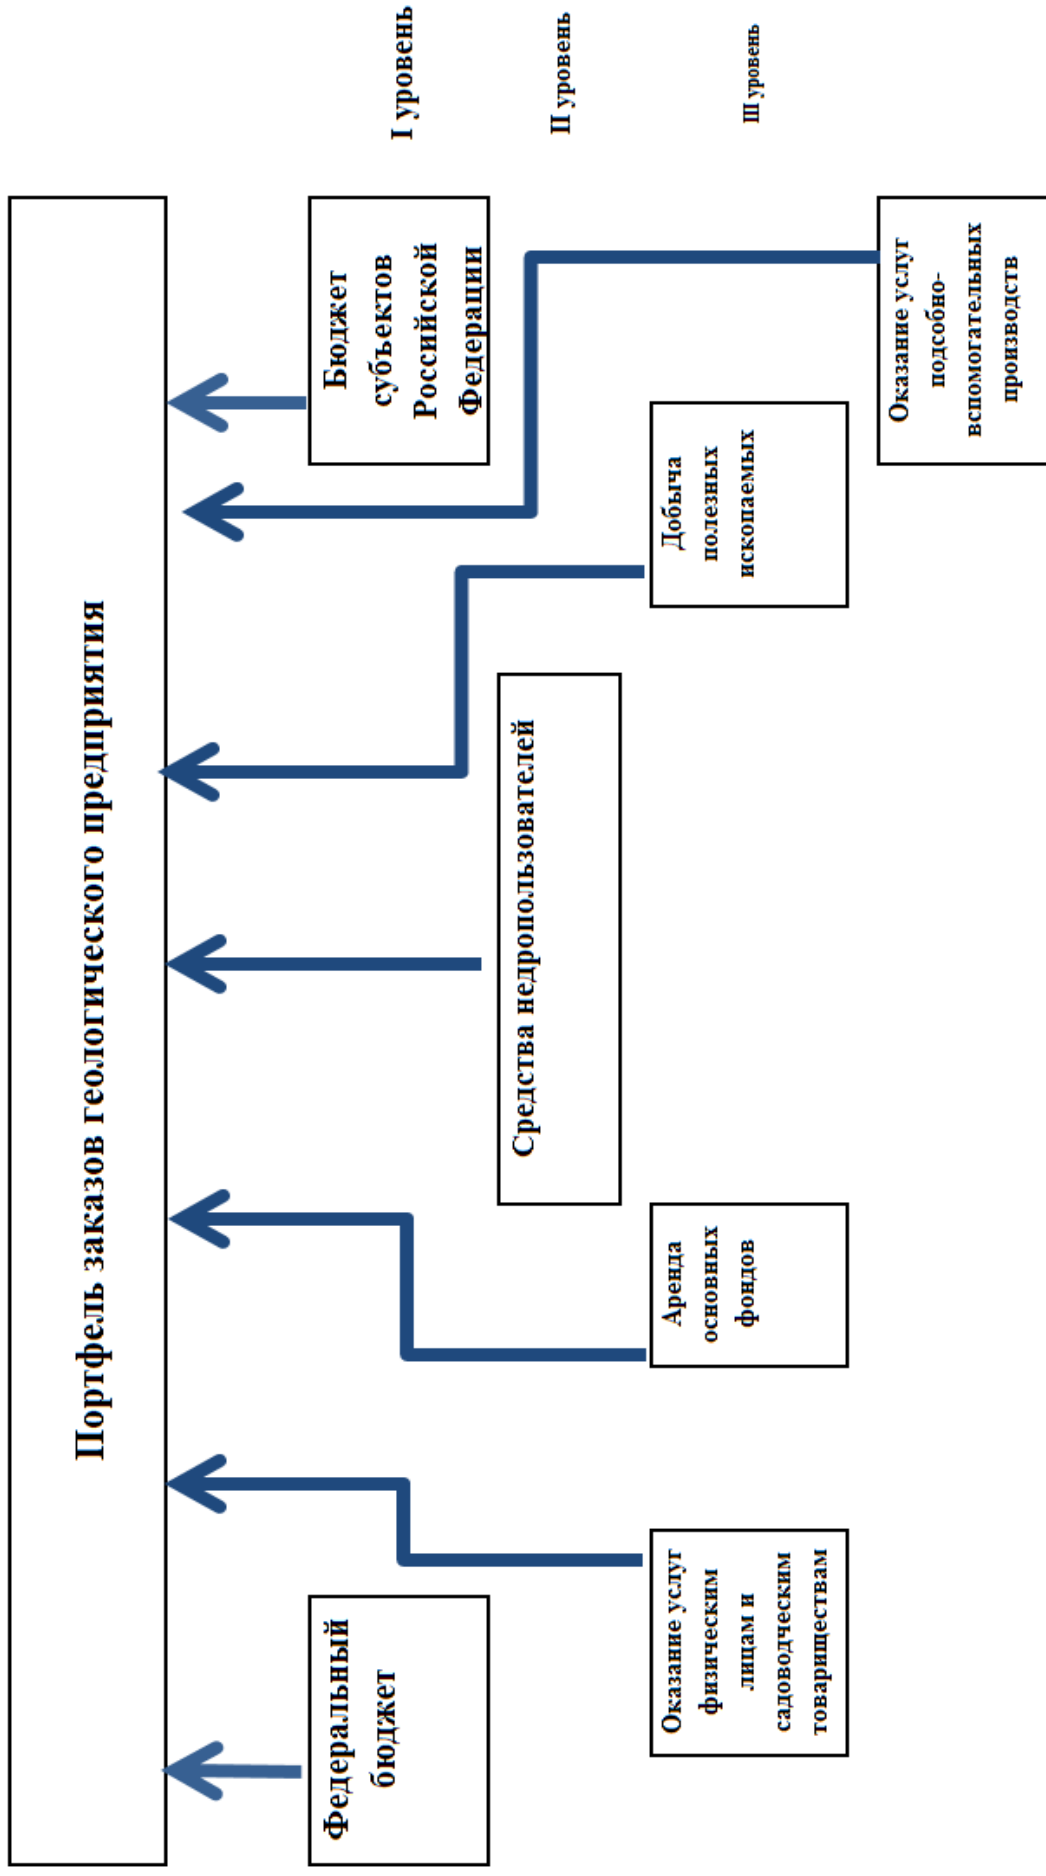 Портфель заказов геологического предприятия
Федеральный
бюджет
Бюджет
субъектов
Российской
Федерации
I уровень
Средства недропользователей
II уровень
Оказание услуг
физическим
лицам и
садоводческим
товариществам
Аренда
основных
фондов
Добыча
полезных
ископаемых
III уровень
Оказание услуг
подсобно-
вспомогательных
производств